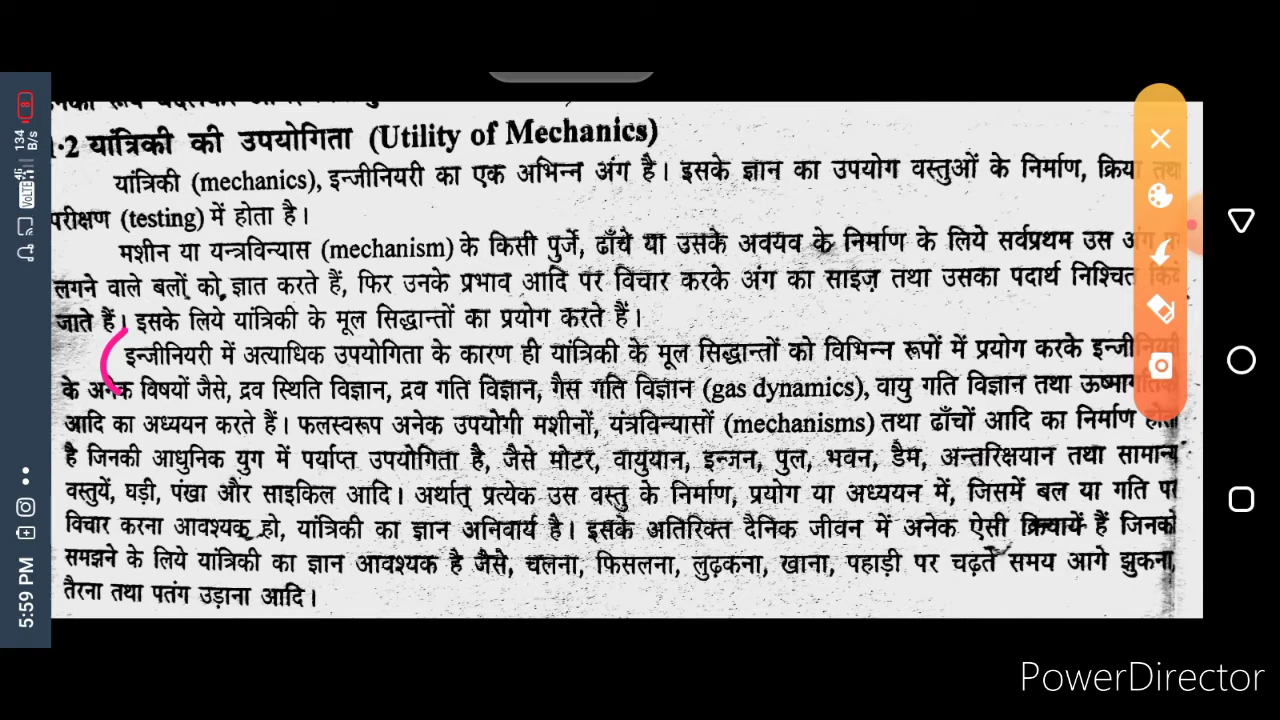 1·2 यांत्रिकी की उपयोगिता (Utility of Mechanics)
यांत्रिकी (mechanics), इन्जीनियरी का एक अभिन्न अंग है। इसके ज्ञान का उपयोग वस्तुओं के निर्माण, क्रिया तथा
परीक्षण (testing) में होता है।
मशीन या यन्त्रविन्यास (mechanism) के किसी पुर्जे, ढाँचे या उसके अवयव के निर्माण के लिये सर्वप्रथम उस अंग
लगने वाले बलों को ज्ञात करते हैं, फिर उनके प्रभाव आदि पर विचार करके अंग का साइज़ तथा उसका पदार्थ निश्चित किये
जाते हैं। इसके लिये यांत्रिकी के मूल सिद्धान्तों का प्रयोग करते हैं।
इन्जीनियरी में अत्याधिक उपयोगिता के कारण ही यांत्रिकी के मूल सिद्धान्तों को विभिन्न रूपों में प्रयोग करके इन्जीनियरी
के अनेक विषयों जैसे, द्रव स्थिति विज्ञान, द्रव गति विज्ञान, गैस गति विज्ञान (gas dynamics), वायु गति विज्ञान तथा ऊष्मागतिकी
आदि का अध्ययन करते हैं। फलस्वरूप अनेक उपयोगी मशीनों, यंत्रविन्यासों (mechanisms) तथा ढाँचों आदि का निर्माण होता
है जिनकी आधुनिक युग में पर्याप्त उपयोगिता है, जैसे मोटर, वायुयान, इन्जन, पुल, भवन, डैम, अन्तरिक्षयान तथा सामान्य
वस्तुयें, घड़ी, पंखा और साइकिल आदि। अर्थात् प्रत्येक उस वस्तु के निर्माण, प्रयोग या अध्ययन में, जिसमें बल या गति पर
विचार करना आवश्यक हो, यांत्रिकी का ज्ञान अनिवार्य है। इसके अतिरिक्त दैनिक जीवन में अनेक ऐसी क्रियायें हैं जिनको
समझने के लिये यांत्रिकी का ज्ञान आवश्यक है जैसे, चलना, फिसलना, लुढ़कना, खाना, पहाड़ी पर चढ़ते समय आगे झुकना,
तैरना तथा पतंग उड़ाना आदि।
5:59 PM
VoLTE 4G 134 B/s 8
PowerDirector